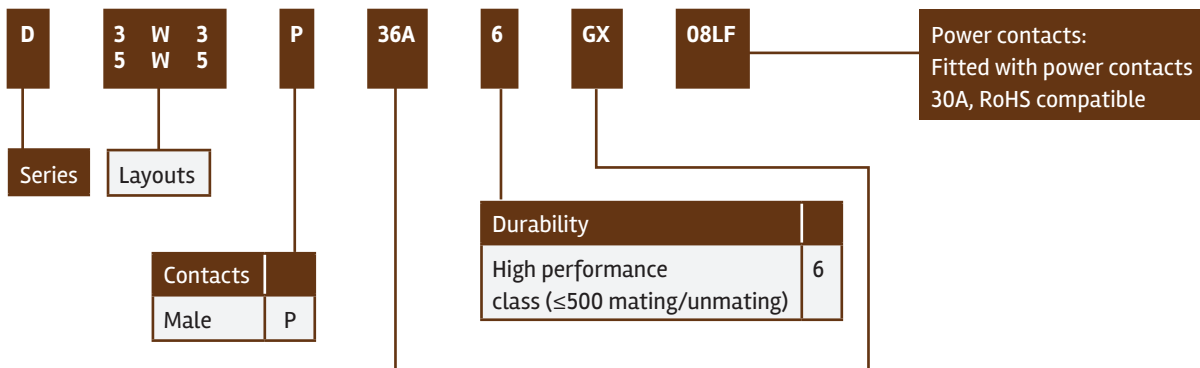 D 3 W 3 P 36A 6 GX 08LF
5 W 5
Power contacts:
Fitted with power contacts
30A, RoHS compatible
Series Layouts
Durability
High performance 6
class (≤500 mating/unmating)
Contacts
Male P